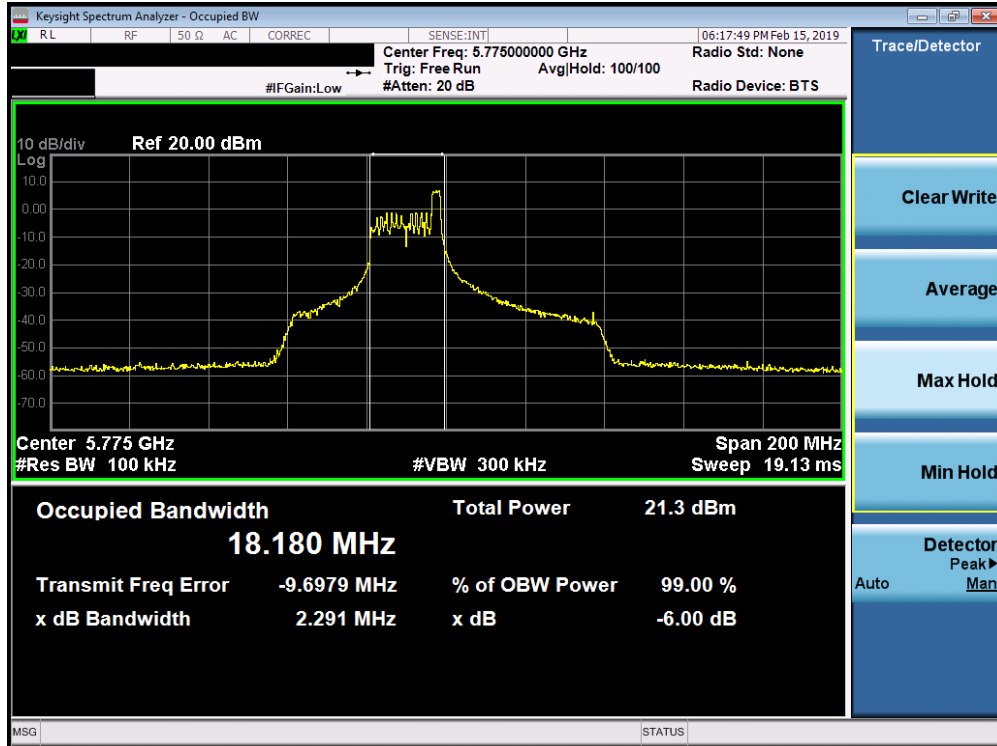 Keysight Spectrum Analyzer - Occupied BW
LXI RL RF 50 Ω AC CORREC SENSE:INT 06:17:49 PM Feb 15, 2019
Center Freq: 5.775000000 GHz Radio Std: None
Trig: Free Run Avg|Hold: 100/100
#IFGain:Low #Atten: 20 dB Radio Device: BTS
10 dB/div Ref 20.00 dBm
Log
10.0
0.00
-10.0
-20.0
-30.0
-40.0
-50.0
-60.0
-70.0
Center 5.775 GHz Span 200 MHz
#Res BW 100 kHz #VBW 300 kHz Sweep 19.13 ms
Occupied Bandwidth Total Power 21.3 dBm
18.180 MHz
Transmit Freq Error -9.6979 MHz % of OBW Power 99.00 %
x dB Bandwidth 2.291 MHz x dB -6.00 dB
MSG STATUS
Trace/Detector
Clear Write
Average
Max Hold
Min Hold
Detector
Peak▶
Auto Man